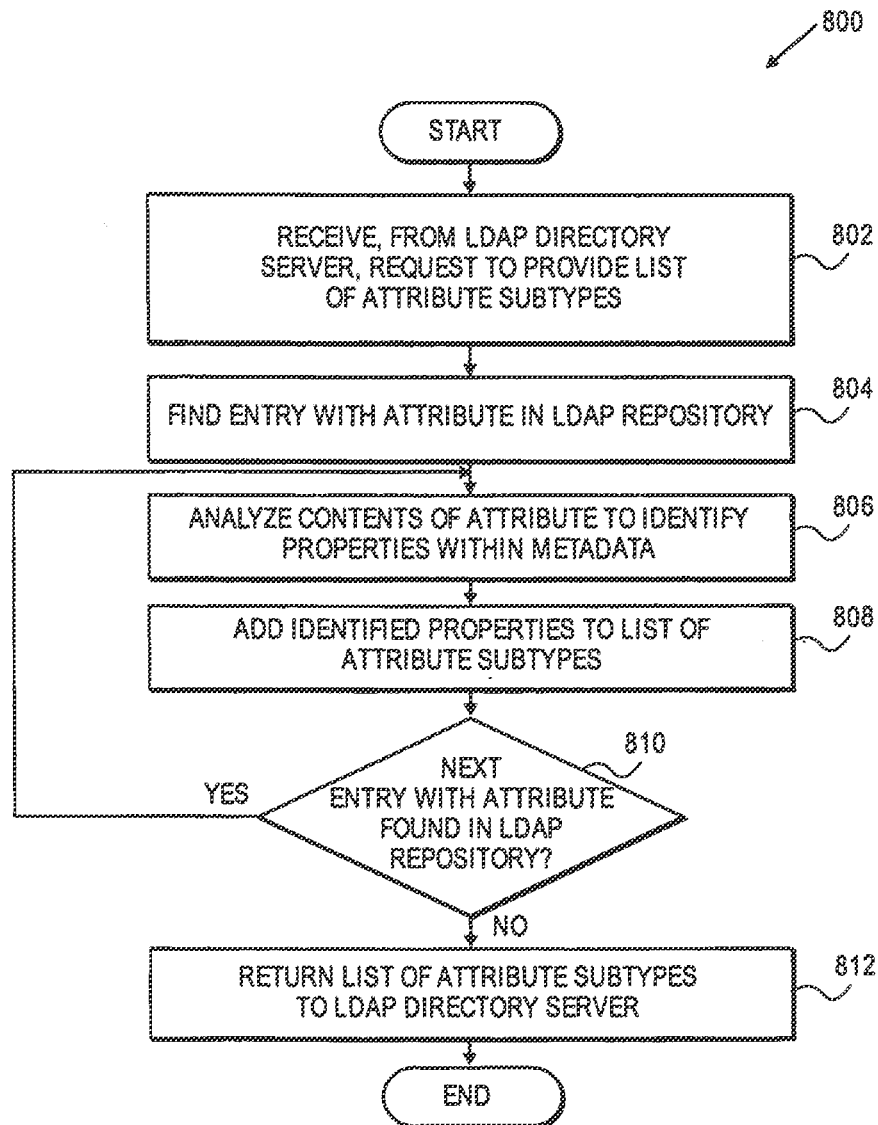 800
START
RECEIVE, FROM LDAP DIRECTORY
SERVER, REQUEST TO PROVIDE LIST
OF ATTRIBUTE SUBTYPES
802
FIND ENTRY WITH ATTRIBUTE IN LDAP REPOSITORY
804
ANALYZE CONTENTS OF ATTRIBUTE TO IDENTIFY
PROPERTIES WITHIN METADATA
806
ADD IDENTIFIED PROPERTIES TO LIST OF
ATTRIBUTE SUBTYPES
808
810
YES
NEXT
ENTRY WITH ATTRIBUTE
FOUND IN LDAP
REPOSITORY?
NO
RETURN LIST OF ATTRIBUTE SUBTYPES
TO LDAP DIRECTORY SERVER
812
END